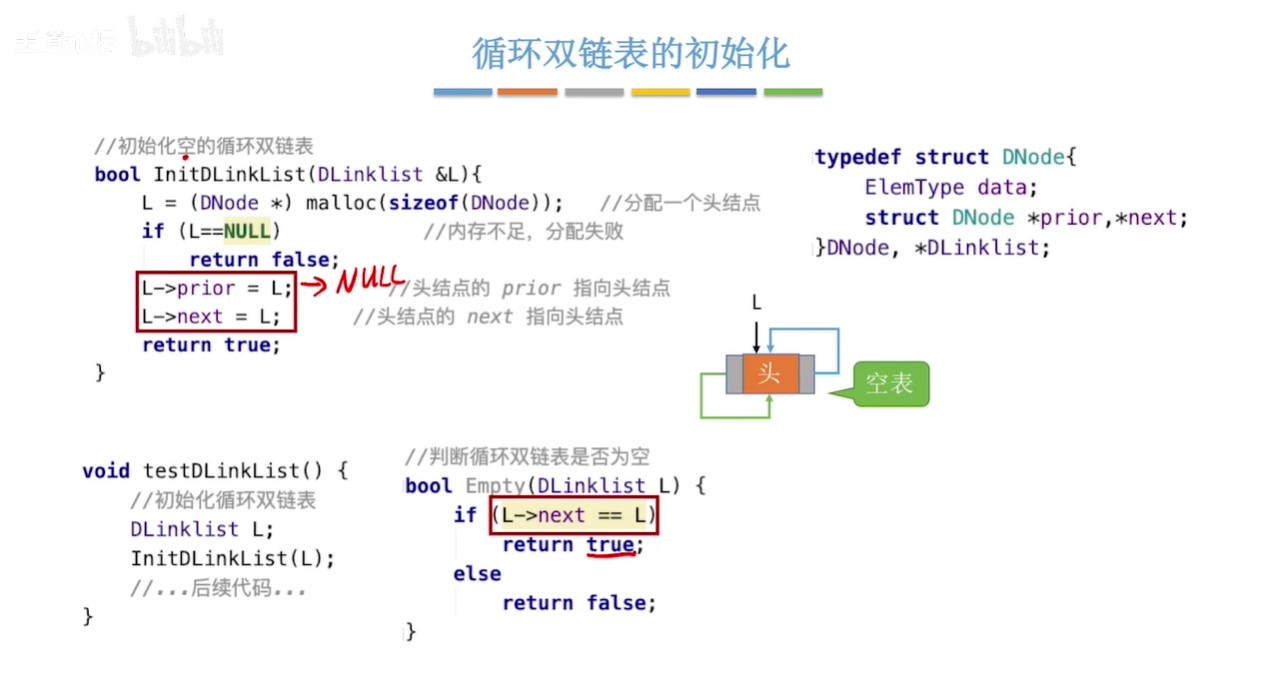 bilibili
循环双链表的初始化
//初始化空的循环双链表
bool InitDLinkList(DLinklist &L){
L = (DNode *) malloc(sizeof(DNode)); //分配一个头结点
if (L==NULL) //内存不足，分配失败
return false;
L->prior = L; → NULL //头结点的 prior 指向头结点
L->next = L; //头结点的 next 指向头结点
return true;
}
typedef struct DNode{
ElemType data;
struct DNode *prior,*next;
}DNode, *DLinklist;
L
头
空表
void testDLinkList() {
//初始化循环双链表
DLinklist L;
InitDLinkList(L);
//...后续代码...
}
//判断循环双链表是否为空
bool Empty(DLinklist L) {
if (L->next == L)
return true;
else
return false;
}